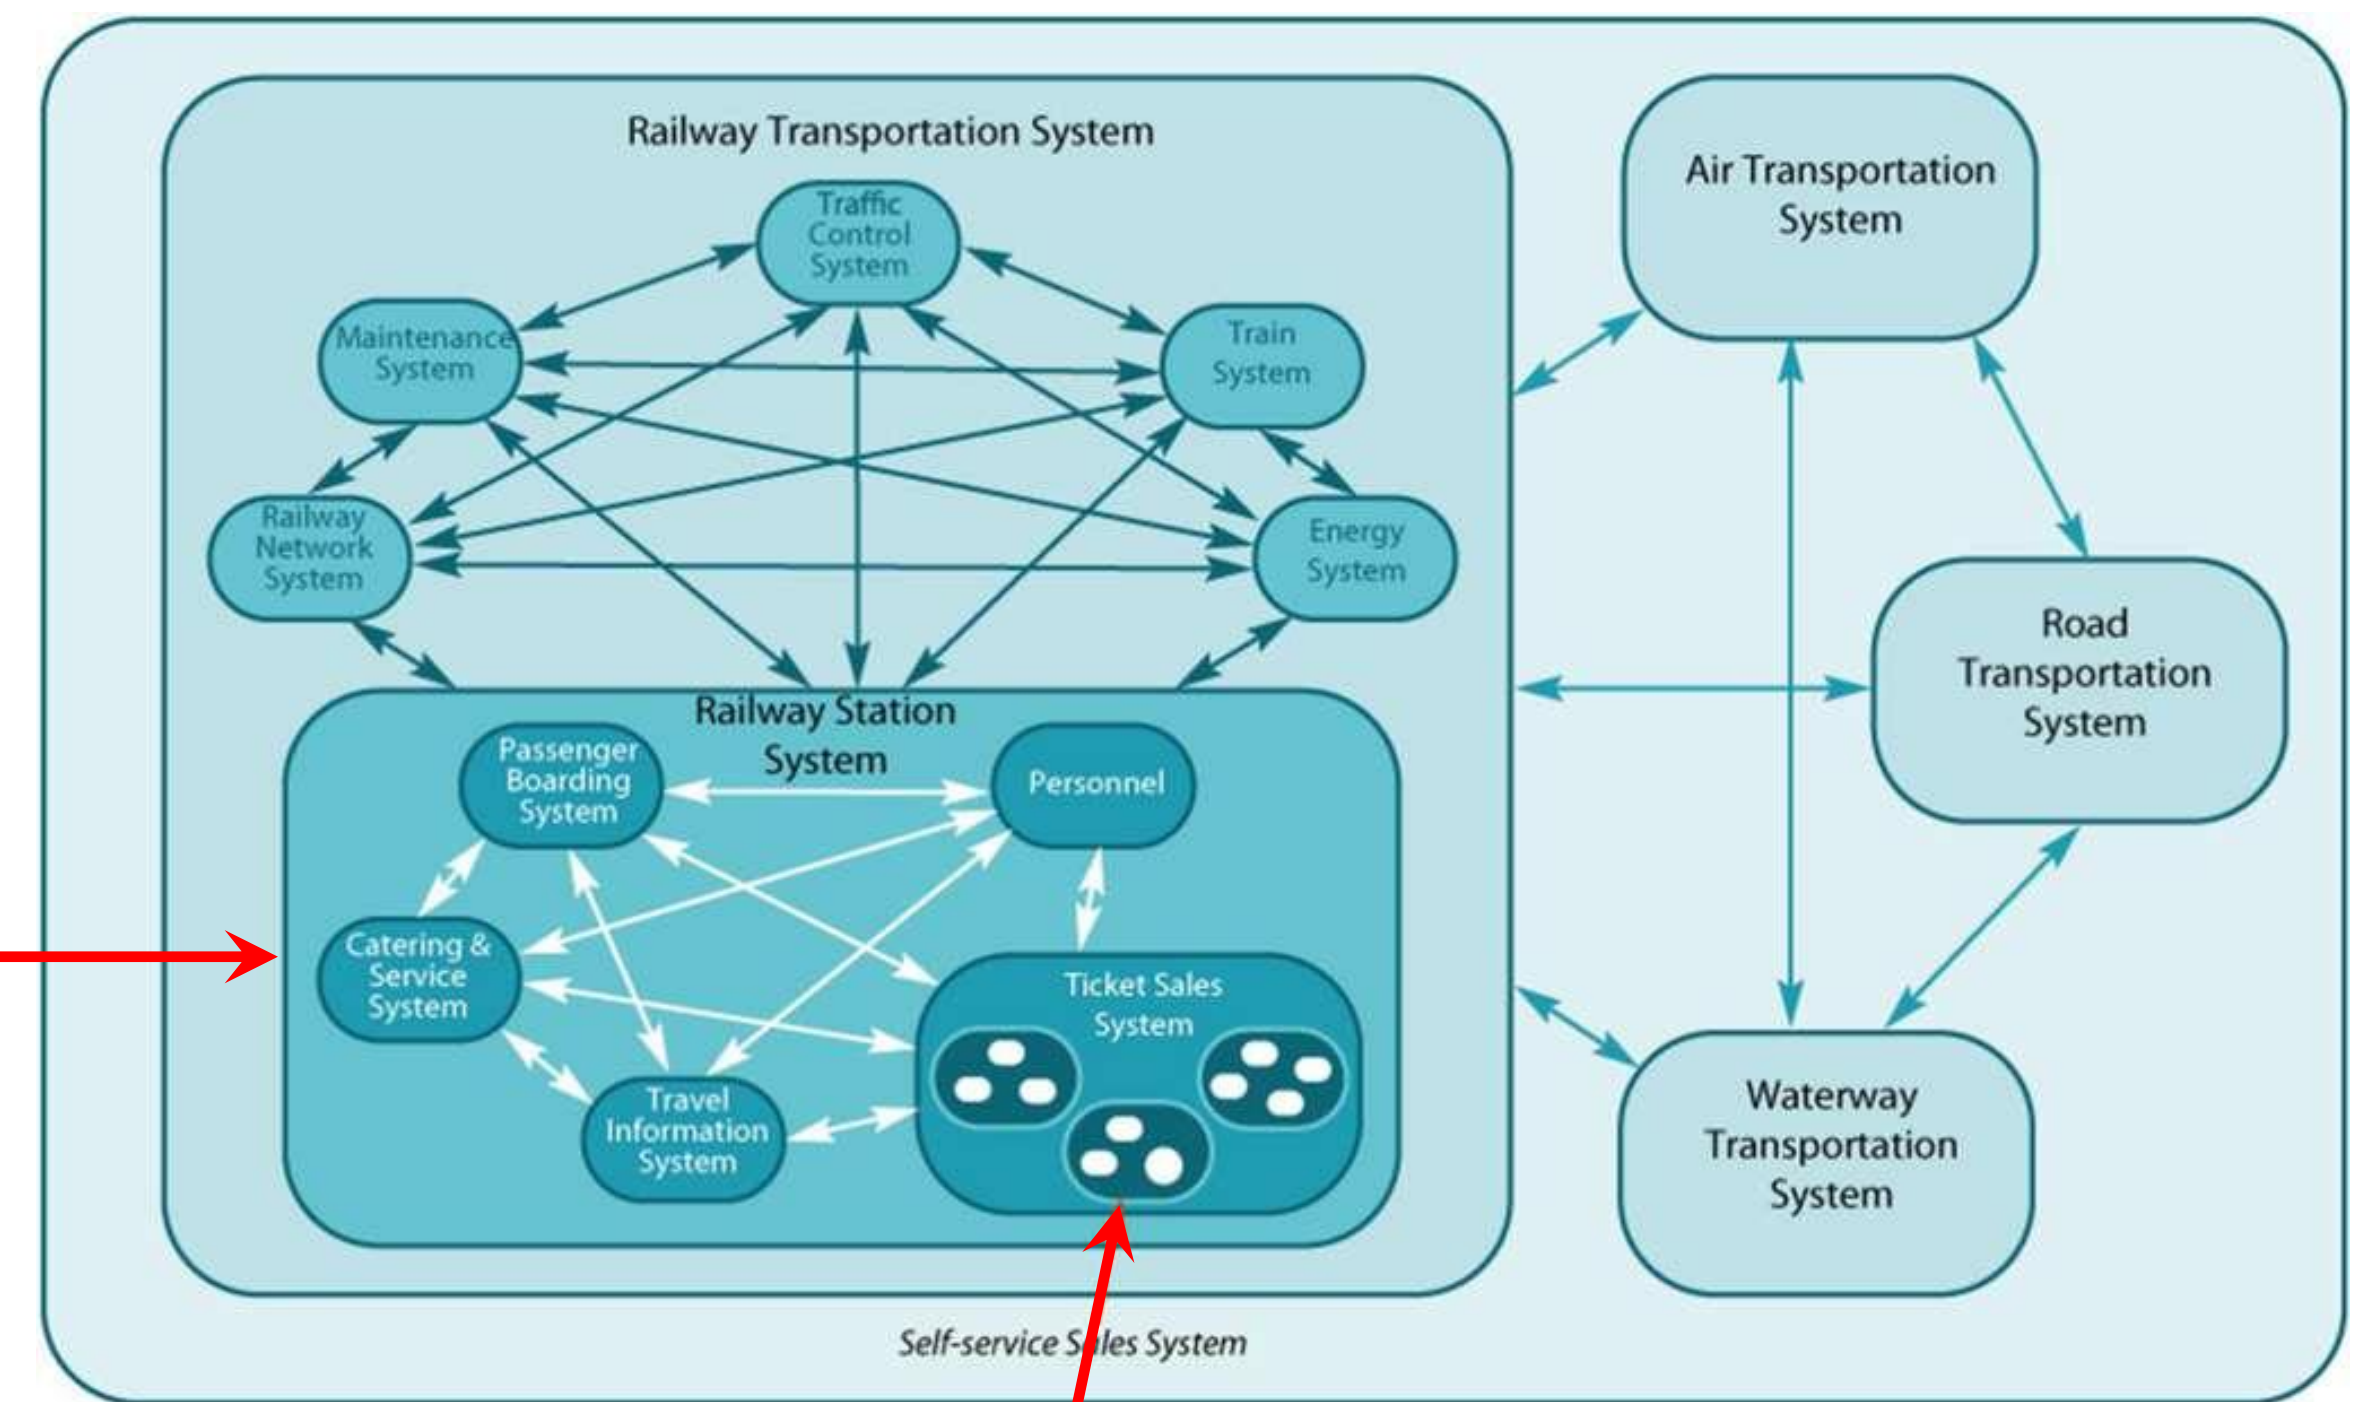 Railway Transportation System
Traffic
Control
System
Maintenance
System
Train
System
Railway
Network
System
Energy
System
Railway Station
System
Passenger
Boarding
System
Personnel
Catering &
Service
System
Travel
Information
System
Ticket Sales
System
Self-service Sales System
Air Transportation
System
Road
Transportation
System
Waterway
Transportation
System